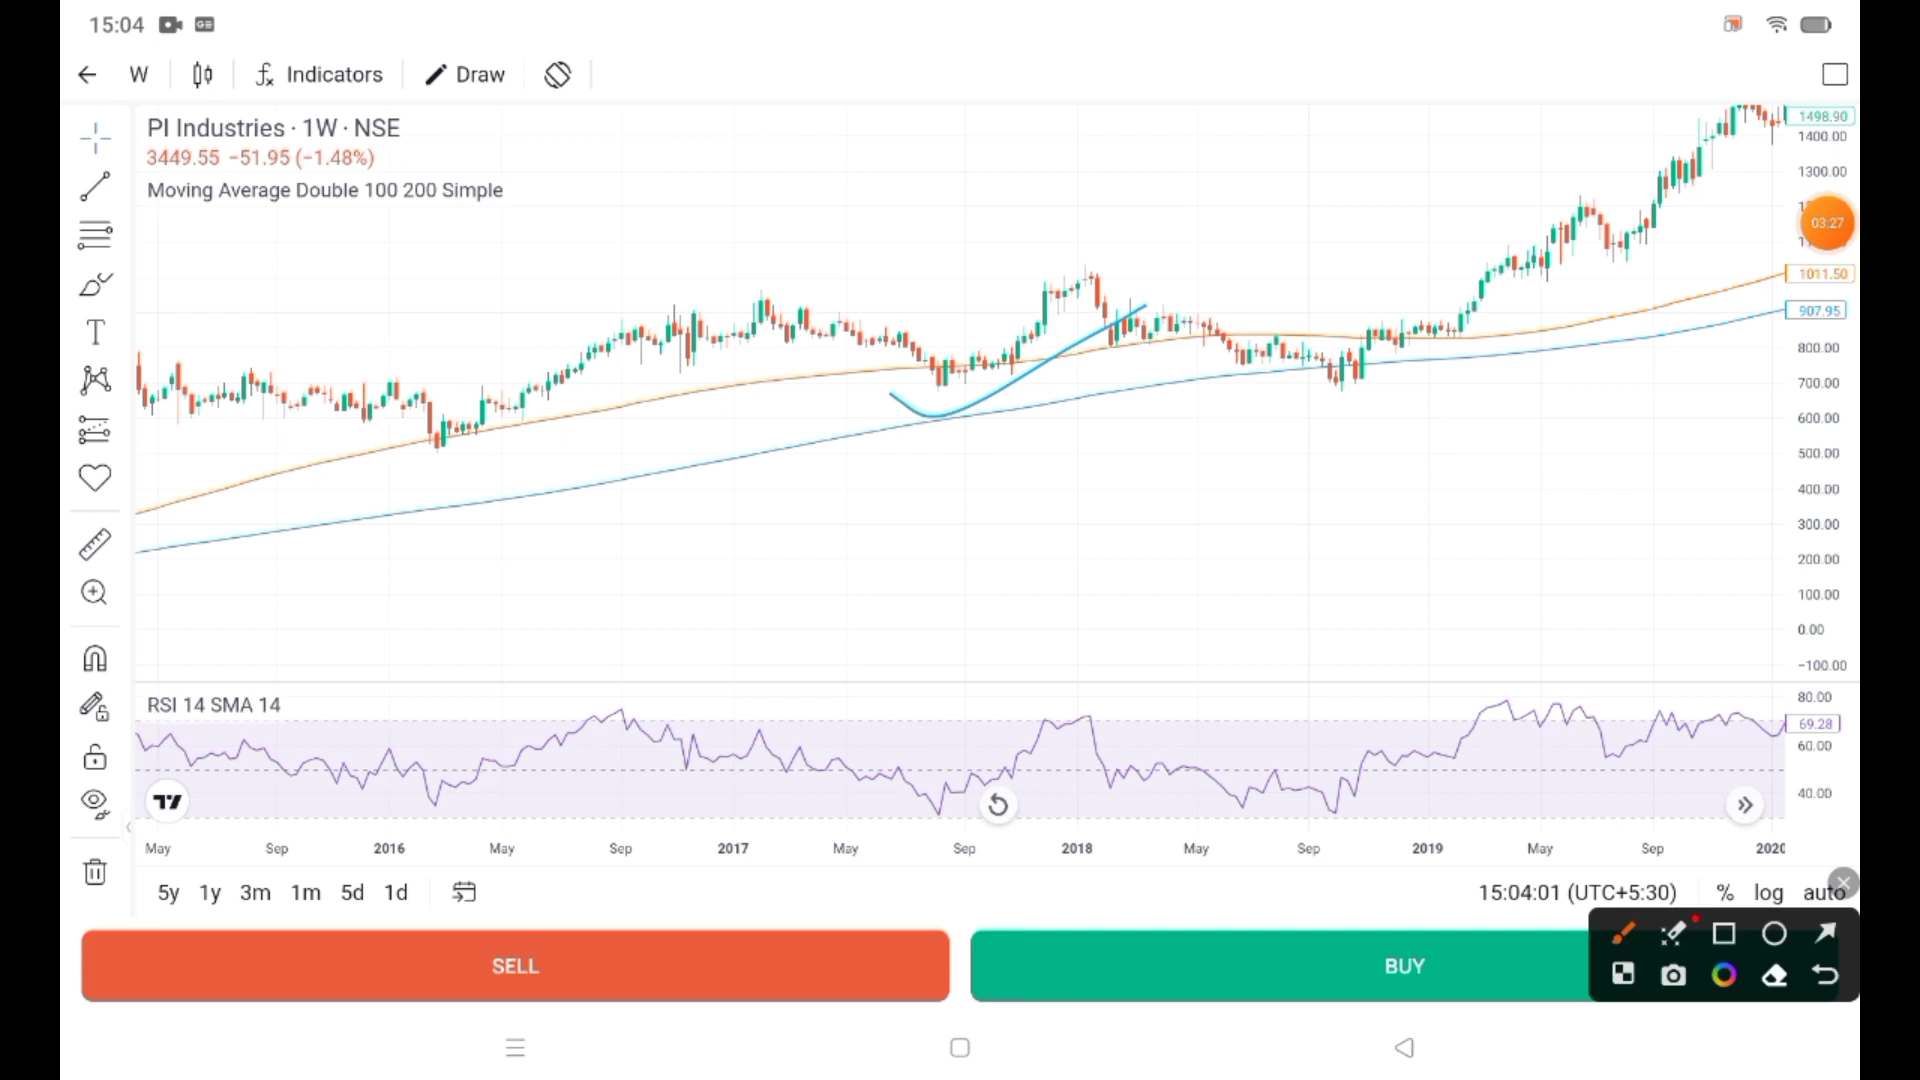 15:04
W Indicators Draw
PI Industries · 1W · NSE
3449.55 −51.95 (−1.48%)
Moving Average Double 100 200 Simple
1498.90
1400.00
1300.00
03:27
1011.50
907.95
800.00
700.00
600.00
500.00
400.00
300.00
200.00
100.00
0.00
−100.00
RSI 14 SMA 14
80.00
69.28
60.00
40.00
May Sep 2016 May Sep 2017 May Sep 2018 May Sep 2019 May Sep 2020
5y 1y 3m 1m 5d 1d 15:04:01 (UTC+5:30) % log auto
SELL BUY